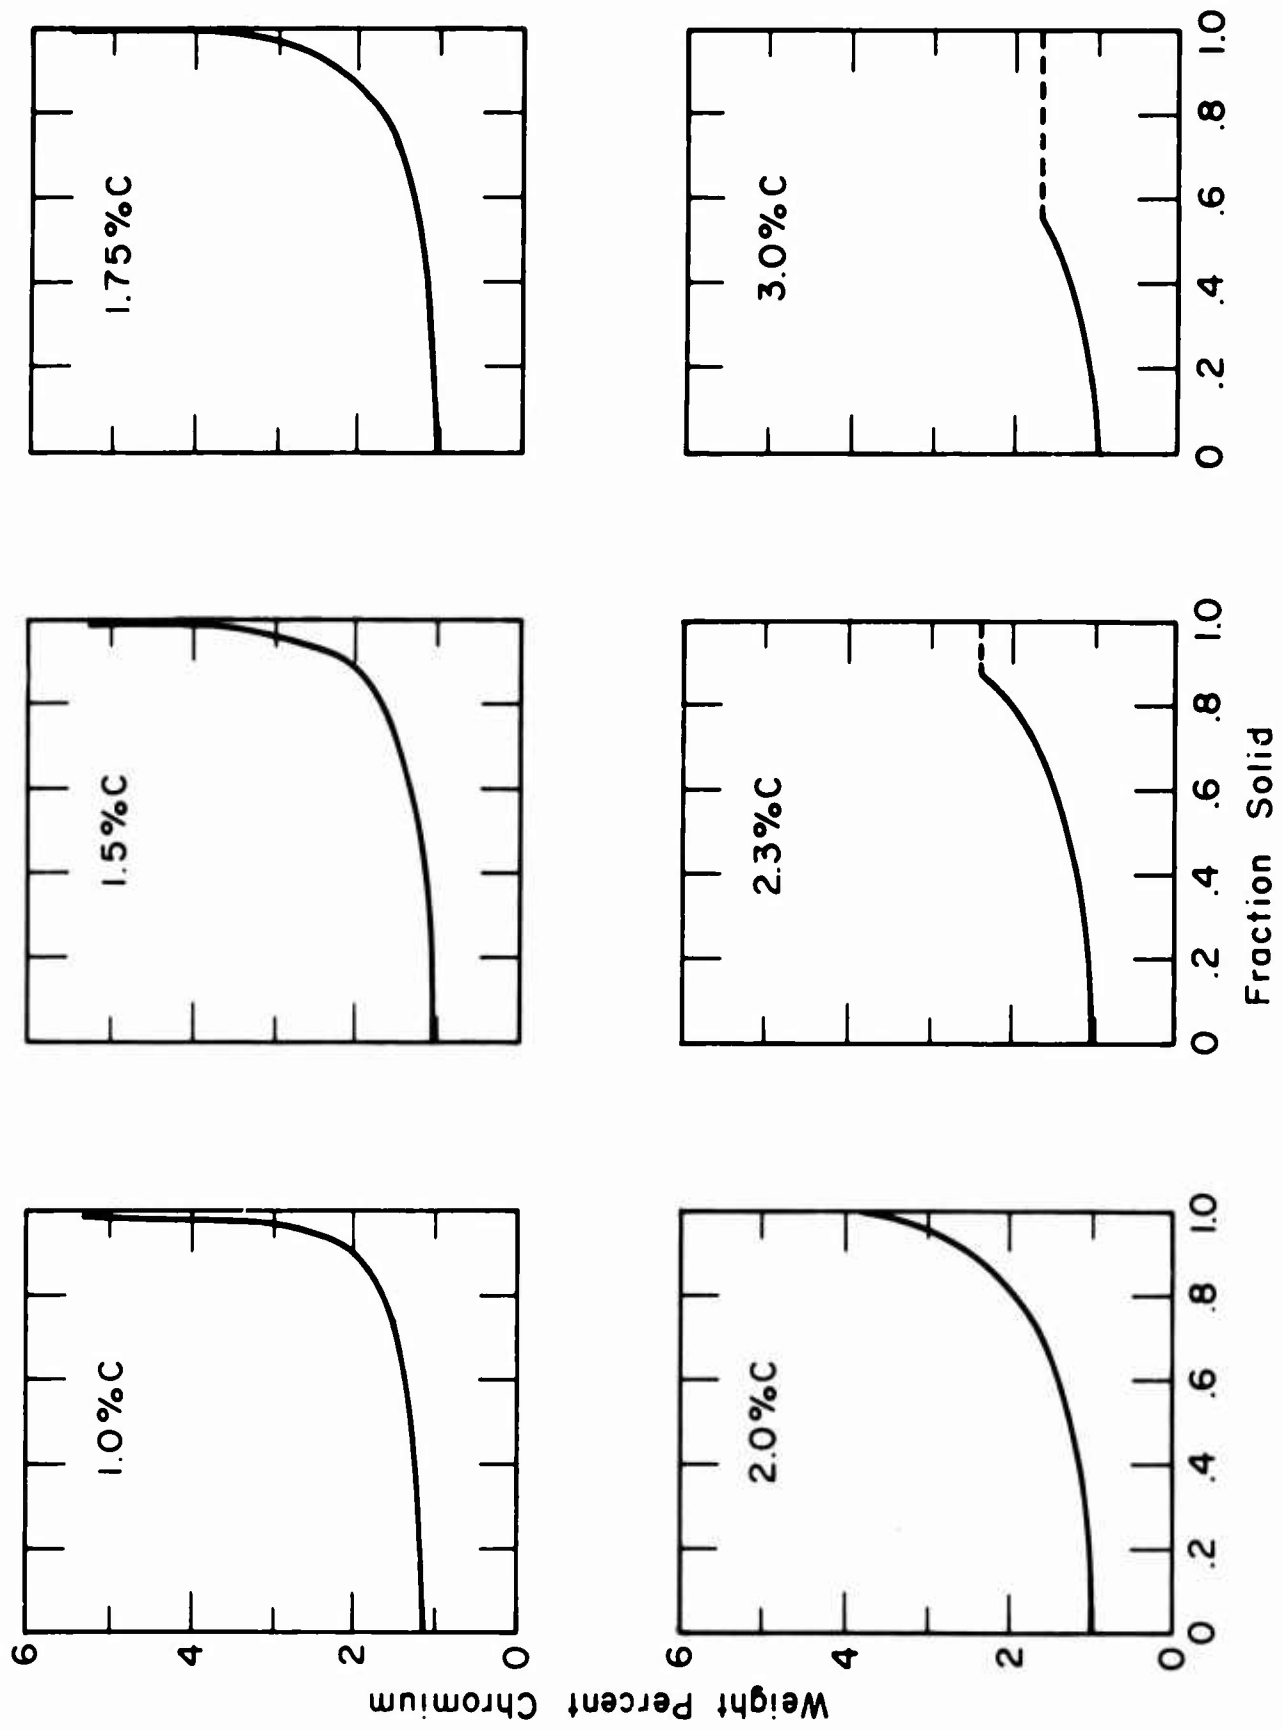 Weight Percent Chromium
6
4
2
0
1.0%C
1.5%C
1.75%C
6
4
2
0
2.0%C
2.3%C
3.0%C
0 .2 .4 .6 .8 1.0
0 .2 .4 .6 .8 1.0
0 .2 .4 .6 .8 1.0
Fraction Solid